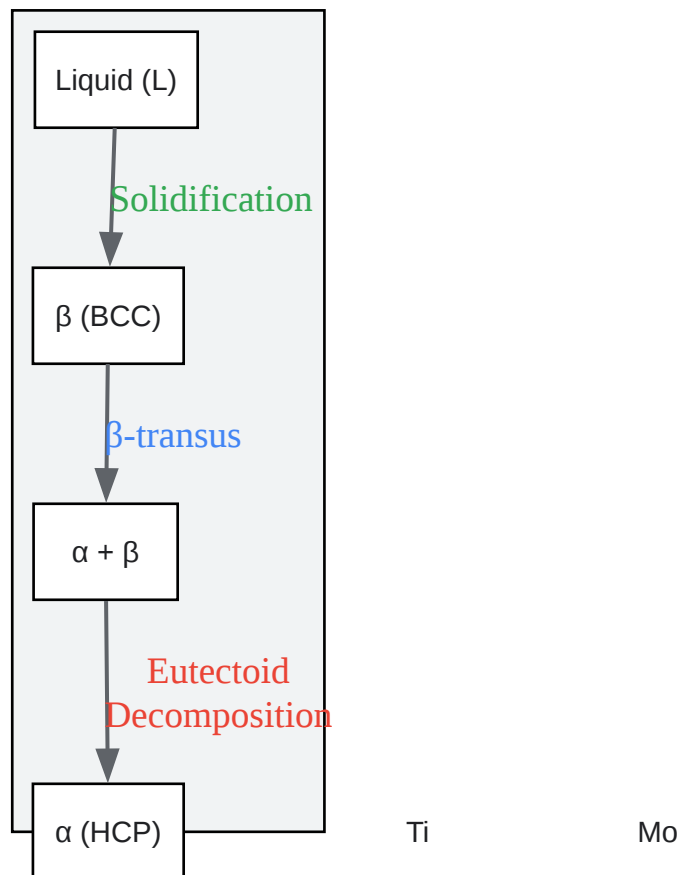 Liquid (L)
Solidification
β (BCC)
β-transus
α + β
Eutectoid
Decomposition
α (HCP)
Ti
Mo